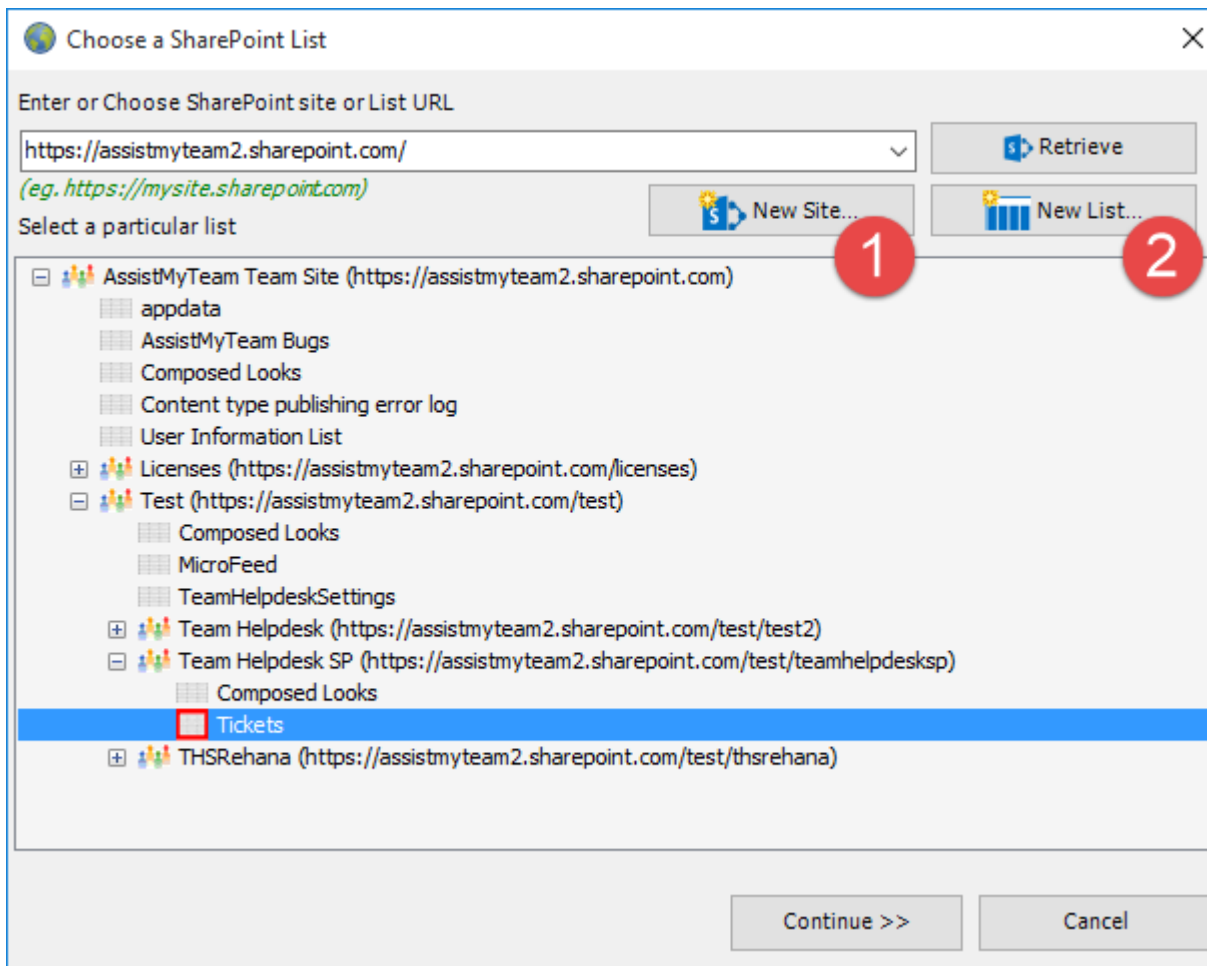 Choose a SharePoint List
Enter or Choose SharePoint site or List URL
https://assistmyteam2.sharepoint.com/
Retrieve
(eg. https://mysite.sharepoint.com)
New Site...
New List...
Select a particular list
1
2
AssistMyTeam Team Site (https://assistmyteam2.sharepoint.com)
appdata
AssistMyTeam Bugs
Composed Looks
Content type publishing error log
User Information List
Licenses (https://assistmyteam2.sharepoint.com/licenses)
Test (https://assistmyteam2.sharepoint.com/test)
Composed Looks
MicroFeed
TeamHelpdeskSettings
Team Helpdesk (https://assistmyteam2.sharepoint.com/test/test2)
Team Helpdesk SP (https://assistmyteam2.sharepoint.com/test/teamhelpdesksp)
Composed Looks
Tickets
THSRehana (https://assistmyteam2.sharepoint.com/test/thsrehana)
Continue >>
Cancel